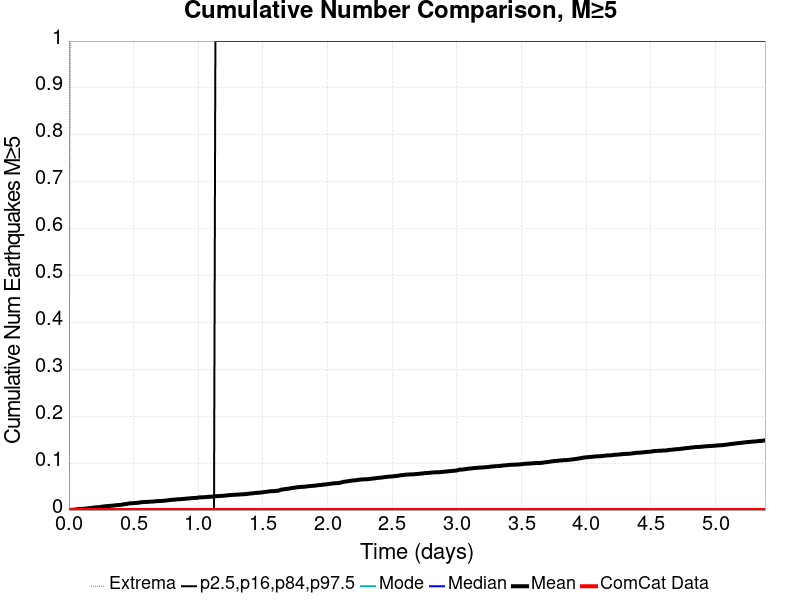 Cumulative Number Comparison, M≥5
Cumulative Num Earthquakes M≥5
1
0.9
0.8
0.7
0.6
0.5
0.4
0.3
0.2
0.1
0
0.0 0.5 1.0 1.5 2.0 2.5 3.0 3.5 4.0 4.5 5.0
Time (days)
Extrema p2.5,p16,p84,p97.5 Mode Median Mean ComCat Data